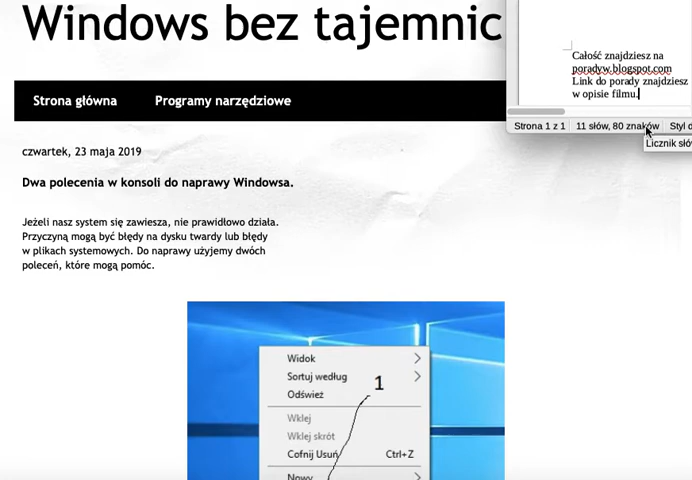 Windows bez tajemnic
Całość znajdziesz na
poradyw.blogspot.com
Link do porady znajdziesz
w opisie filmu.
Strona 1 z 1 11 słów, 80 znaków Styl d
Licznik słów
Strona główna Programy narzędziowe
czwartek, 23 maja 2019
Dwa polecenia w konsoli do naprawy Windowsa.
Jeżeli nasz system się zawiesza, nie prawidłowo działa.
Przyczyną mogą być błędy na dysku twardy lub błędy
w plikach systemowych. Do naprawy użyjemy dwóch
poleceń, które mogą pomóc.
Widok
Sortuj według
1
Odśwież
Wklej
Wklej skrót
Cofnij Usuń Ctrl+Z
Nowy